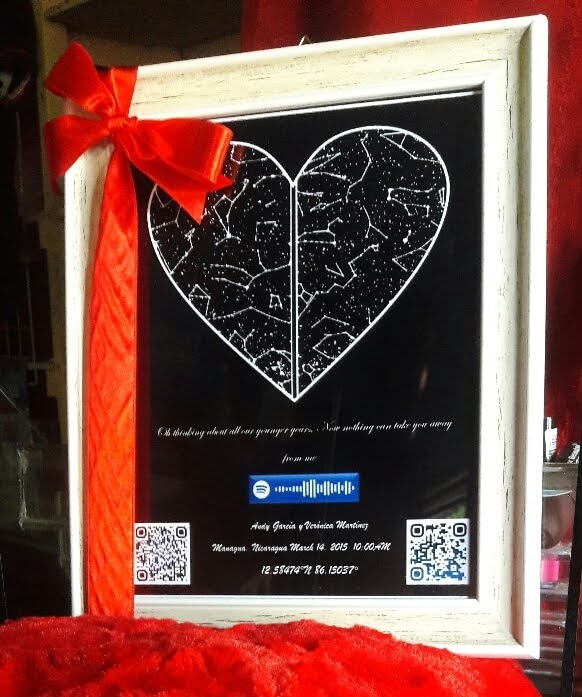 Oh thinking about all our younger years.. Now nothing can take you away
from me
Andy Garcia y Verónica Martínez
Managua. Nicaragua March 14. 2015 10:00AM
12.58474°N 86.15037°